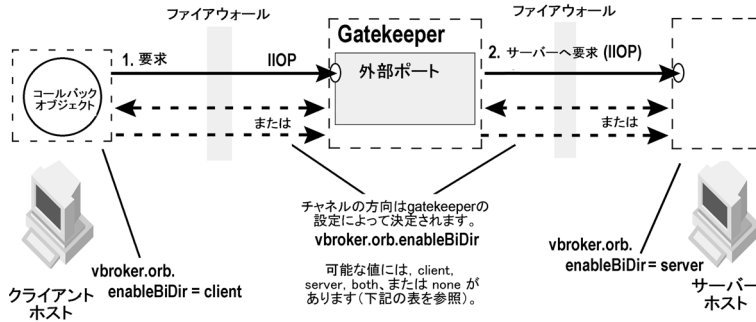 ファイアウォール
ファイアウォール
Gatekeeper
1. 要求
IIOP
外部ポート
2. サーバーへ要求 (IIOP)
コールバック
オブジェクト
または
または
チャネルの方向はgatekeeperの
設定によって決定されます。
vbroker.orb.enableBiDir
可能な値には, client,
server, both、または none が
あります(下記の表を参照)。
vbroker.orb.
enableBiDir = client
vbroker.orb.
enableBiDir= server
クライアント
ホスト
サーバー
ホスト